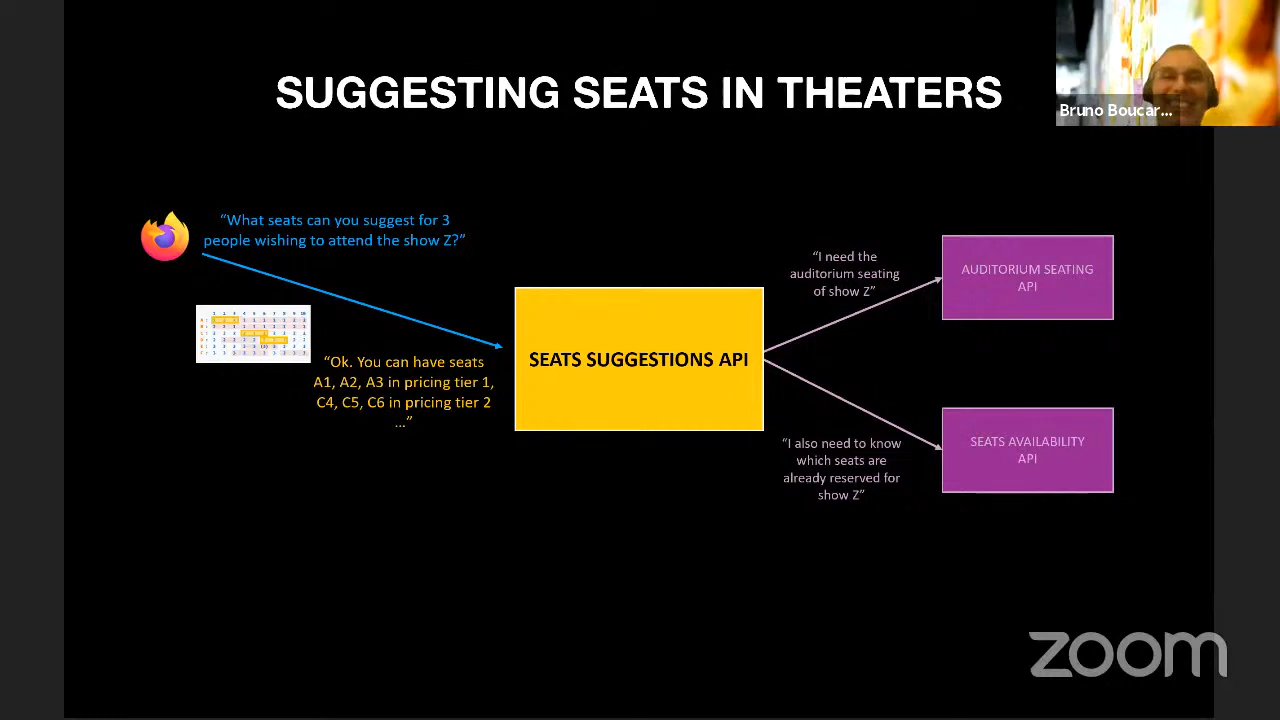 SUGGESTING SEATS IN THEATERS
Bruno Boucar...
“What seats can you suggest for 3
people wishing to attend the show Z?”
“Ok. You can have seats
A1, A2, A3 in pricing tier 1,
C4, C5, C6 in pricing tier 2
...”
SEATS SUGGESTIONS API
“I need the
auditorium seating
of show Z”
AUDITORIUM SEATING
API
“I also need to know
which seats are
already reserved for
show Z”
SEATS AVAILABILITY
API
zoom